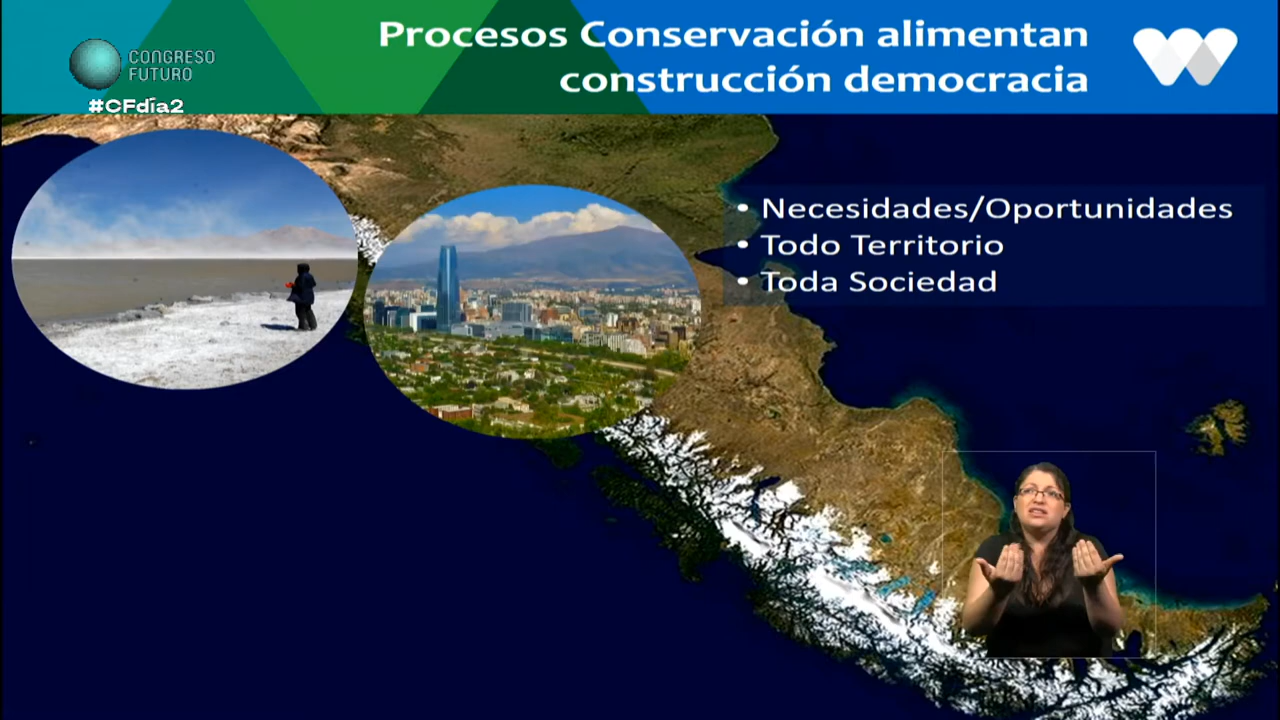 Procesos Conservación alimentan
construcción democracia
CONGRESO
FUTURO
#CFdía2
• Necesidades/Oportunidades
• Todo Territorio
• Toda Sociedad